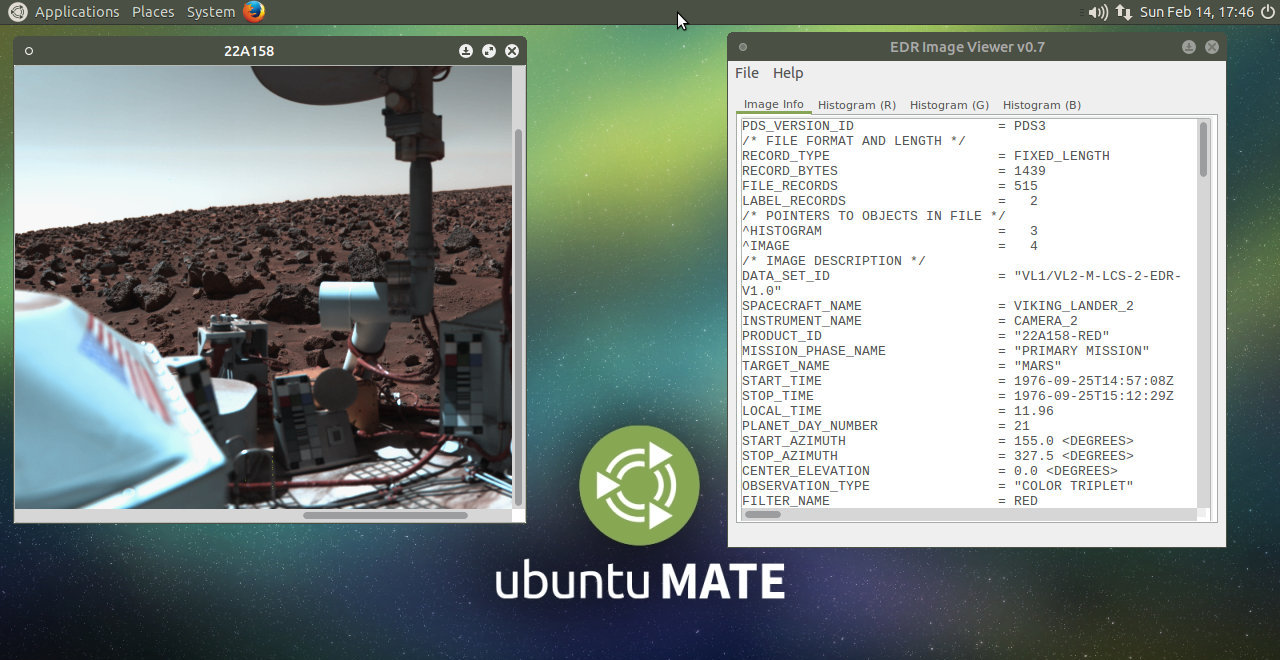 Applications Places System
Sun Feb 14, 17:46
22A158
EDR Image Viewer v0.7
File Help
Image Info Histogram (R) Histogram (G) Histogram (B)
PDS_VERSION_ID = PDS3
/* FILE FORMAT AND LENGTH */
RECORD_TYPE = FIXED_LENGTH
RECORD_BYTES = 1439
FILE_RECORDS = 515
LABEL_RECORDS = 2
/* POINTERS TO OBJECTS IN FILE */
^HISTOGRAM = 3
^IMAGE = 4
/* IMAGE DESCRIPTION */
DATA_SET_ID = "VL1/VL2-M-LCS-2-EDR-
V1.0"
SPACECRAFT_NAME = VIKING_LANDER_2
INSTRUMENT_NAME = CAMERA_2
PRODUCT_ID = "22A158-RED"
MISSION_PHASE_NAME = "PRIMARY MISSION"
TARGET_NAME = "MARS"
START_TIME = 1976-09-25T14:57:08Z
STOP_TIME = 1976-09-25T15:12:29Z
LOCAL_TIME = 11.96
PLANET_DAY_NUMBER = 21
START_AZIMUTH = 155.0 <DEGREES>
STOP_AZIMUTH = 327.5 <DEGREES>
CENTER_ELEVATION = 0.0 <DEGREES>
OBSERVATION_TYPE = "COLOR TRIPLET"
FILTER_NAME = RED
ubuntu MATE